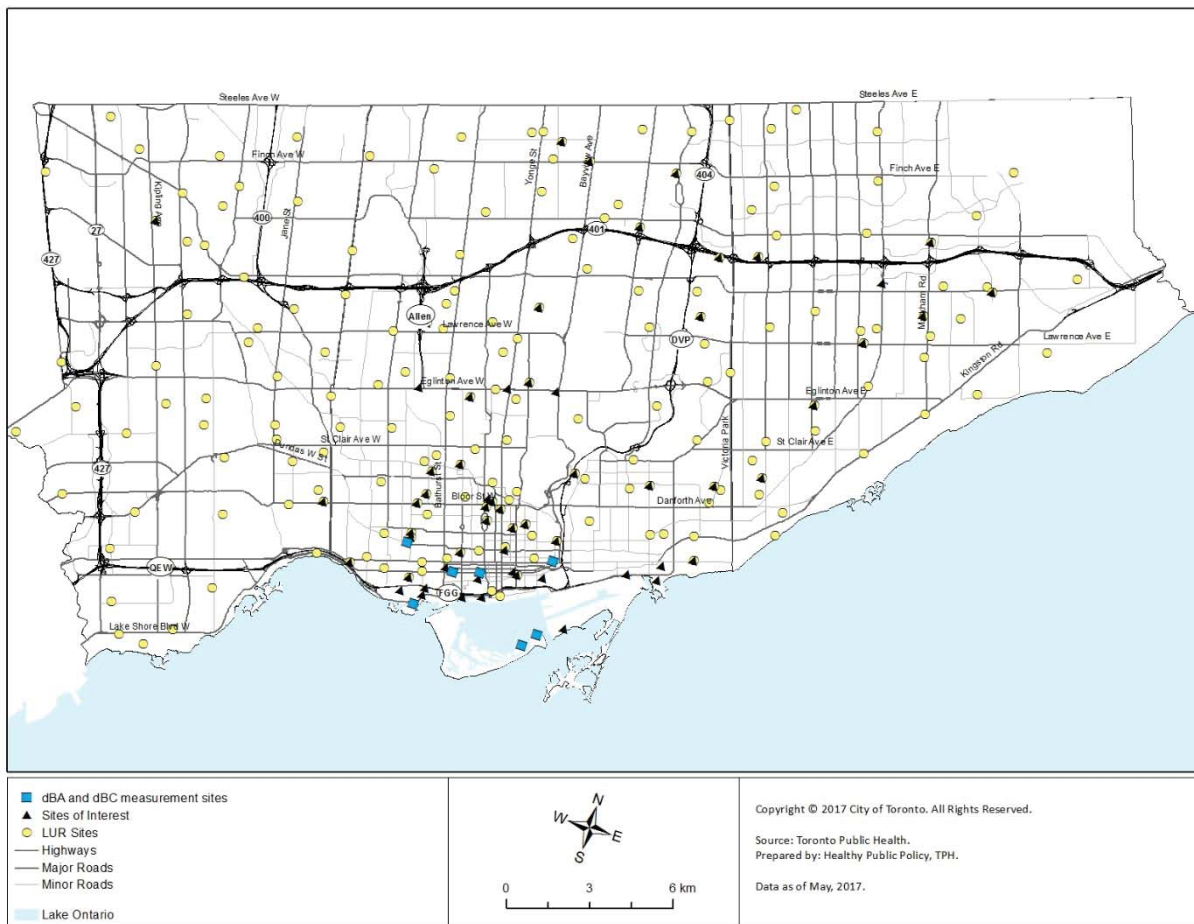 Steeles Ave W
Steeles Ave E
Finch Ave W
Yonge St
Bayview Ave
404
Finch Ave E
Kipling Ave
400
Jane St
27
401
427
Markham Rd
Allen
Lawrence Ave W
DVP
Lawrence Ave E
Kingston Rd
Eglinton Ave W
Eglinton Ave E
Victoria Park
St Clair Ave W
St Clair Ave E
Dundas W St
427
Bathurst St
Bloor St W
Danforth Ave
QEW
FGG
Lake Shore Blvd W
dBA and dBC measurement sites
Sites of Interest
LUR Sites
Highways
Major Roads
Minor Roads
Lake Ontario
N
W
E
S
0 3 6 km
Copyright © 2017 City of Toronto. All Rights Reserved.
Source: Toronto Public Health.
Prepared by: Healthy Public Policy, TPH.
Data as of May, 2017.